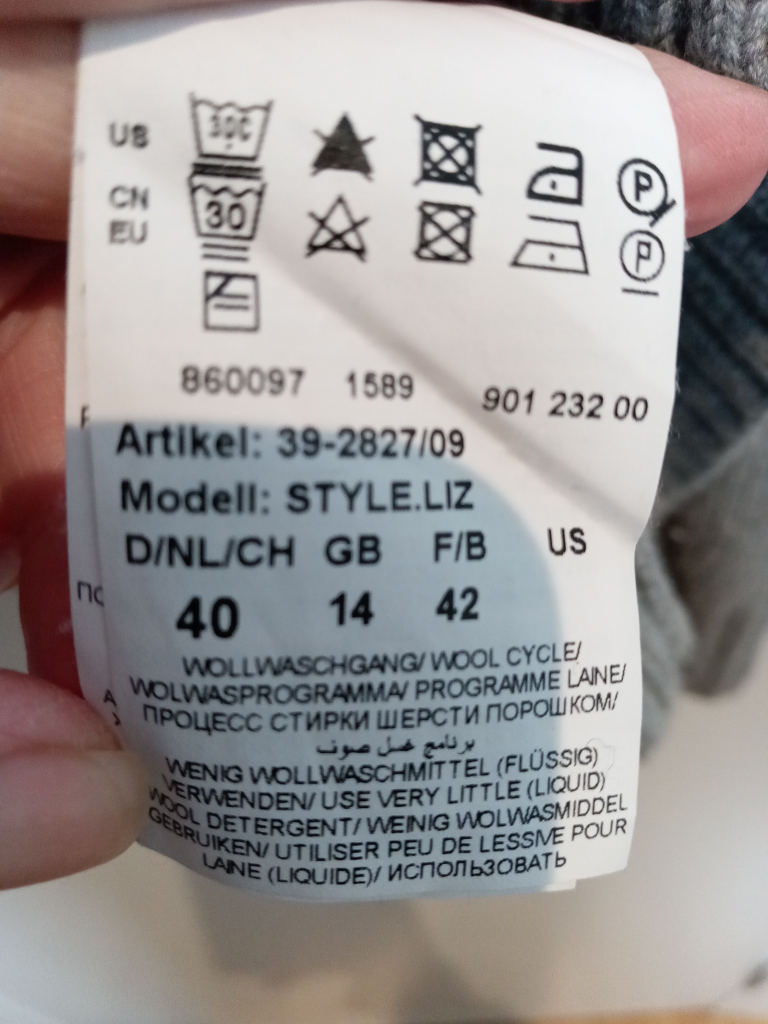 US 30C
CN
EU 30
P
P
860097 1589 901 232 00
Artikel: 39-2827/09
Modell: STYLE.LIZ
D/NL/CH GB F/B US
40 14 42
WOLLWASCHGANG/ WOOL CYCLE/
WOLWASPROGRAMMA/ PROGRAMME LAINE/
ПРОЦЕСС СТИРКИ ШЕРСТИ ПОРОШКОМ/
برنامج غسل صوف
WENIG WOLLWASCHMITTEL (FLÜSSIG)
VERWENDEN/ USE VERY LITTLE (LIQUID)
WOOL DETERGENT/ WEINIG WOLWASMIDDEL
GEBRUIKEN/ UTILISER PEU DE LESSIVE POUR
LAINE (LIQUIDE)/ ИСПОЛЬЗОВАТЬ